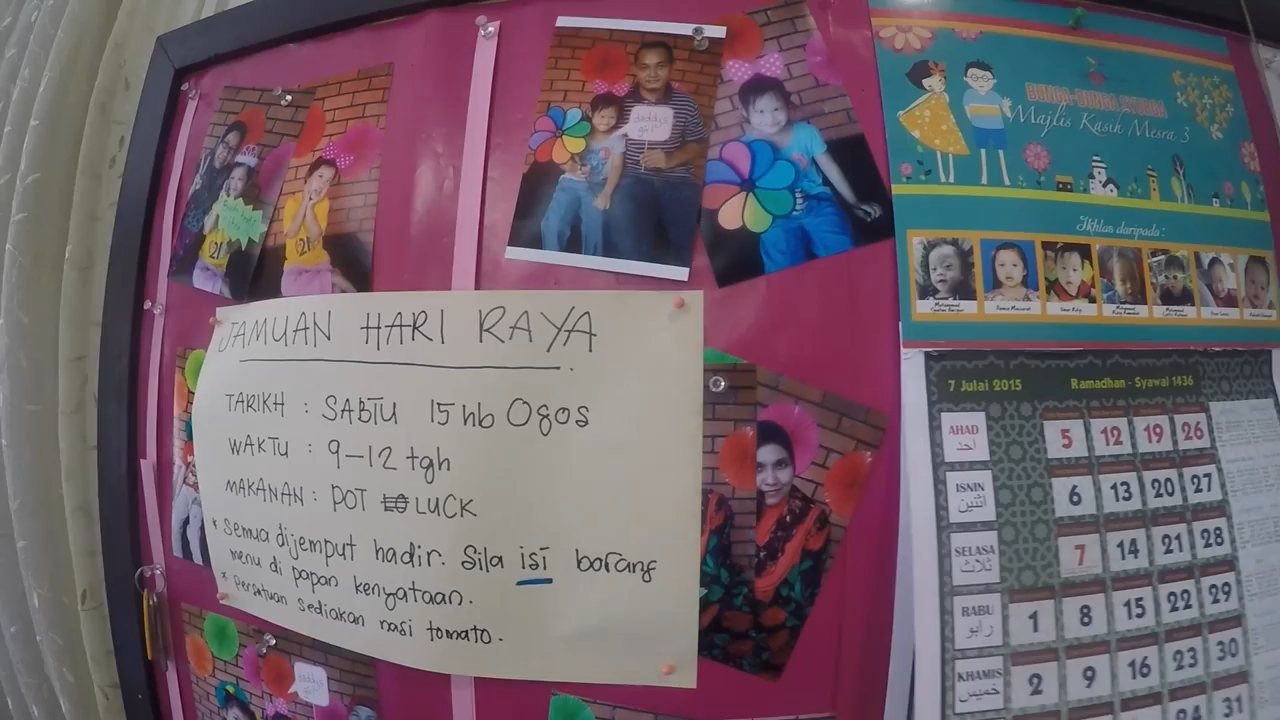 JAMUAN HARI RAYA
TARIKH : SABTU 15 hb Ogos
WAKTU : 9-12 tgh
MAKANAN : POT LUCK
* Semua dijemput hadir. Sila isi borang
menu di papan kenyataan.
* Persatuan sediakan nasi tomato.
daddy's
girl
BUNGA-BUNGA SYURGA
Majlis Kasih Mesra 3
Ikhlas daripada :
7 Julai 2015 Ramadhan - Syawal 1436
AHAD 5 12 19 26
أحد
ISNIN 6 13 20 27
اثنين
SELASA 7 14 21 28
ثلاث
RABU 1 8 15 22 29
رابو
KHAMIS 2 9 16 23 30
خميس
24 31